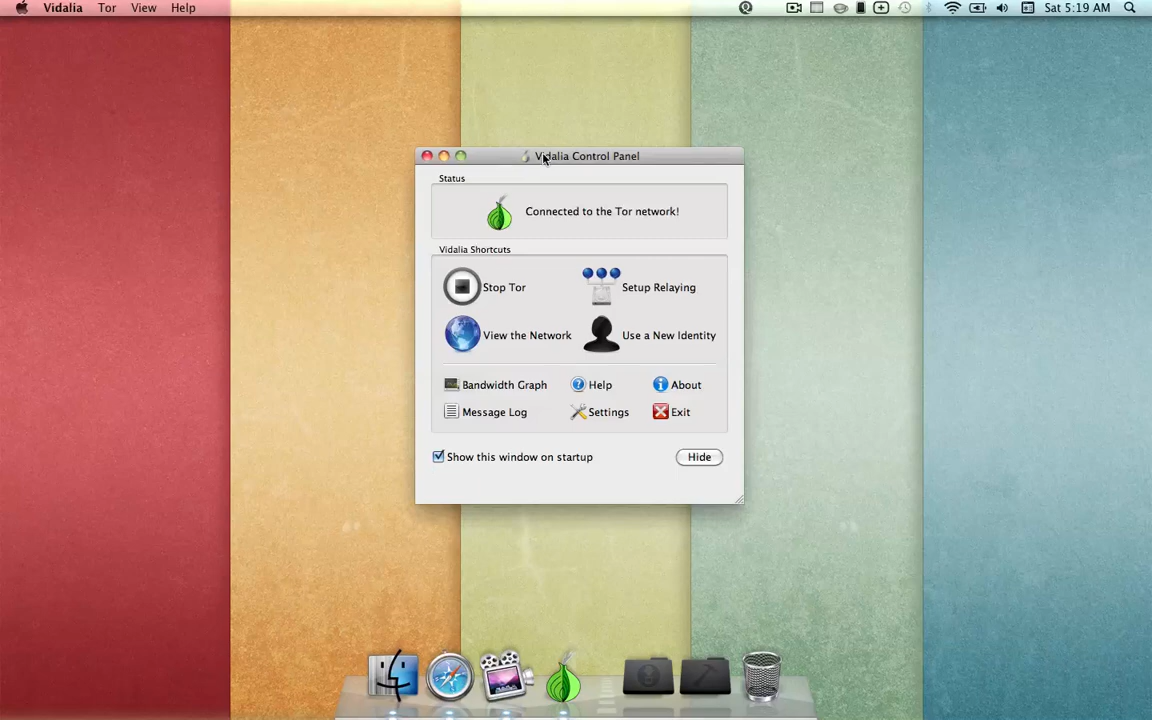 Vidalia Tor View Help Sat 5:19 AM
Vidalia Control Panel
Status
Connected to the Tor network!
Vidalia Shortcuts
Stop Tor Setup Relaying
View the Network Use a New Identity
Bandwidth Graph Help About
Message Log Settings Exit
Show this window on startup Hide